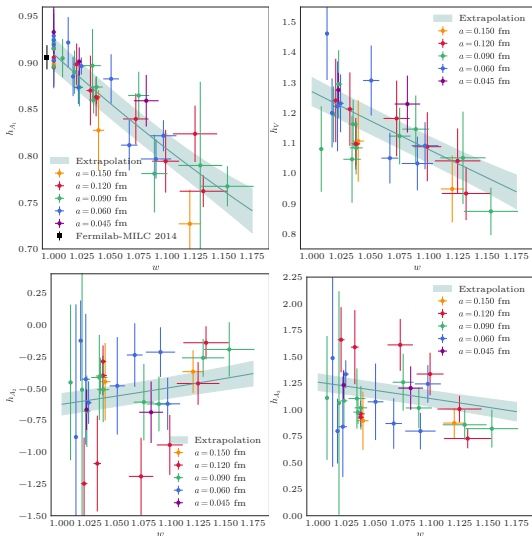 0.95
0.90
0.85
0.80
0.75
0.70
h_{A_1}
Extrapolation
a = 0.150 fm
a = 0.120 fm
a = 0.090 fm
a = 0.060 fm
a = 0.045 fm
Fermilab-MILC 2014
1.000 1.025 1.050 1.075 1.100 1.125 1.150 1.175
w
1.5
1.4
1.3
1.2
1.1
1.0
0.9
0.8
h_V
Extrapolation
a = 0.150 fm
a = 0.120 fm
a = 0.090 fm
a = 0.060 fm
a = 0.045 fm
1.000 1.025 1.050 1.075 1.100 1.125 1.150 1.175
w
0.25
0.00
−0.25
−0.50
−0.75
−1.00
−1.25
−1.50
h_{A_2}
Extrapolation
a = 0.150 fm
a = 0.120 fm
a = 0.090 fm
a = 0.060 fm
a = 0.045 fm
1.000 1.025 1.050 1.075 1.100 1.125 1.150 1.175
w
2.25
2.00
1.75
1.50
1.25
1.00
0.75
0.50
0.25
0.00
h_{A_3}
Extrapolation
a = 0.150 fm
a = 0.120 fm
a = 0.090 fm
a = 0.060 fm
a = 0.045 fm
1.000 1.025 1.050 1.075 1.100 1.125 1.150 1.175
w